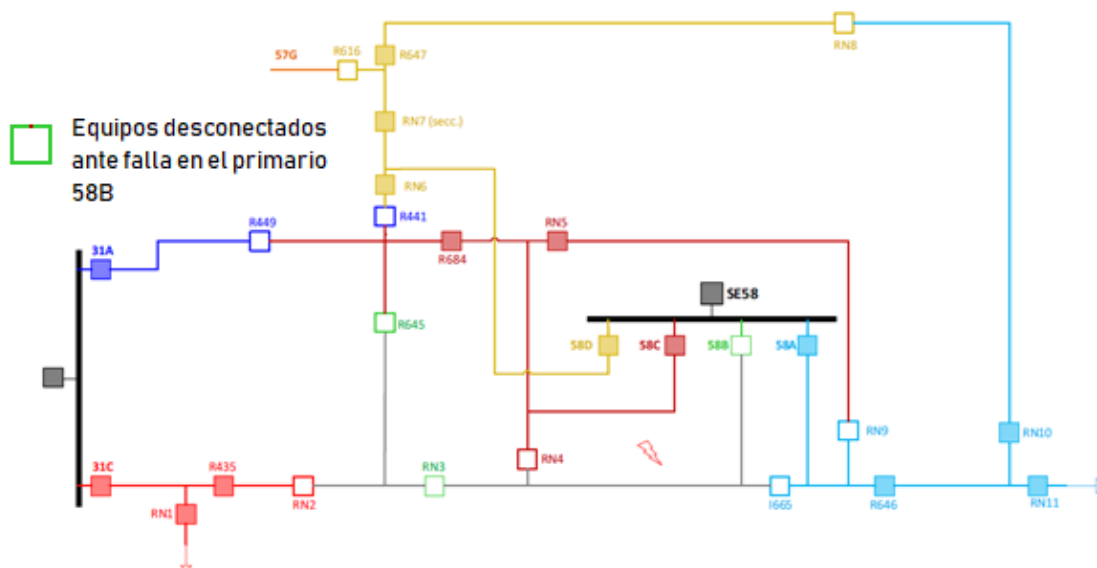 RN8
57G
R616
R647
Equipos desconectados
ante falla en el primario
58B
RN7 (secc.)
RN6
R449
R441
RN5
31A
R684
SE58
R645
58D
58C
58B
58A
RN9
RN10
31C
R435
RN3
RN4
RN1
RN2
I665
R646
RN11